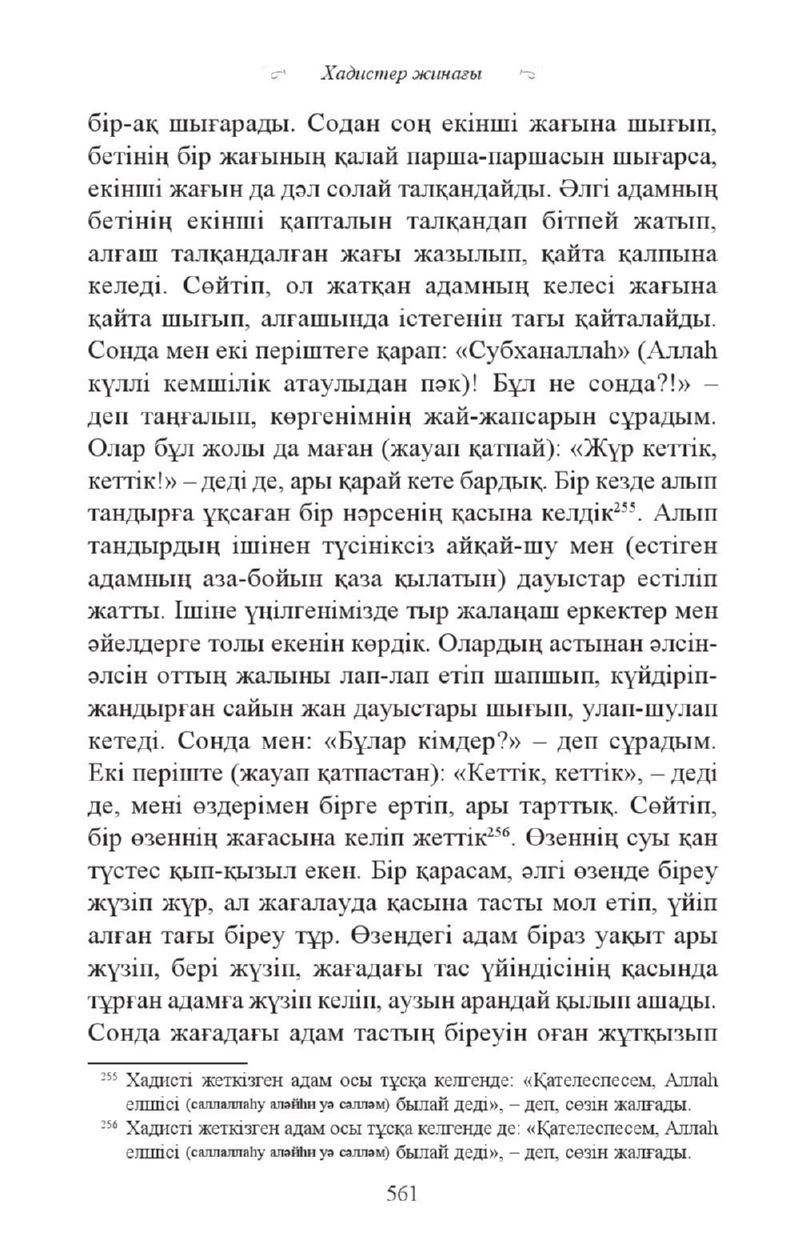 Хадистер жинағы
бір-ақ шығарады. Содан соң екінші жағына шығып,
бетінің бір жағының қалай парша-паршасын шығарса,
екінші жағын да дәл солай талқандайды. Әлгі адамның
бетінің екінші қапталын талқандап бітпей жатып,
алғаш талқандалған жағы жазылып, қайта қалпына
келеді. Сөйтіп, ол жатқан адамның келесі жағына
қайта шығып, алғашында істегенін тағы қайталайды.
Сонда мен екі періштеге қарап: «Субханаллаһ» (Аллаһ
күллі кемшілік атаулыдан пәк)! Бұл не сонда?!» –
деп таңғалып, көргенімнің жай-жапсарын сұрадым.
Олар бұл жолы да маған (жауап қатпай): «Жүр кеттік,
кеттік!» – деді де, ары қарай кете бардық. Бір кезде алып
тандырға ұқсаған бір нәрсенің қасына келдік²⁵⁵. Алып
тандырдың ішінен түсініксіз айқай-шу мен (естіген
адамның аза-бойын қаза қылатын) дауыстар естіліп
жатты. Ішіне үңілгенімізде тыр жалаңаш еркектер мен
әйелдерге толы екенін көрдік. Олардың астынан әлсін-
әлсін оттың жалыны лап-лап етіп шапшып, күйдіріп-
жандырған сайын жан дауыстары шығып, улап-шулап
кетеді. Сонда мен: «Бұлар кімдер?» – деп сұрадым.
Екі періште (жауап қатпастан): «Кеттік, кеттік», – деді
де, мені өздерімен бірге ертіп, ары тарттық. Сөйтіп,
бір өзеннің жағасына келіп жеттік²⁵⁶. Өзеннің суы қан
түстес қып-қызыл екен. Бір қарасам, әлгі өзенде біреу
жүзіп жүр, ал жағалауда қасына тасты мол етіп, үйіп
алған тағы біреу тұр. Өзендегі адам біраз уақыт ары
жүзіп, бері жүзіп, жағадағы тас үйіндісінің қасында
тұрған адамға жүзіп келіп, аузын арандай қылып ашады.
Сонда жағадағы адам тастың біреуін оған жұтқызып
²⁵⁵ Хадисті жеткізген адам осы тұсқа келгенде: «Қателеспесем, Аллаһ
елшісі (саллаллаһу аләйһи уә салләм) былай деді», – деп, сөзін жалғады.
²⁵⁶ Хадисті жеткізген адам осы тұсқа келгенде де: «Қателеспесем, Аллаһ
елшісі (саллаллаһу аләйһи уә салләм) былай деді», – деп, сөзін жалғады.
561